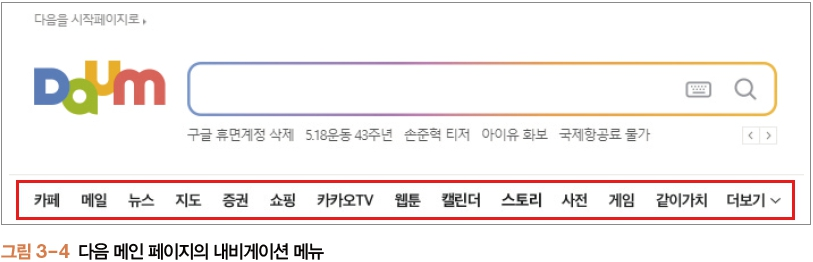 다음을 시작페이지로
Daum
구글 휴면계정 삭제 5.18운동 43주년 손준혁 티저 아이유 화보 국제항공료 물가
카페 메일 뉴스 지도 증권 쇼핑 카카오TV 웹툰 캘린더 스토리 사전 게임 같이가치 더보기
그림 3-4 다음 메인 페이지의 내비게이션 메뉴